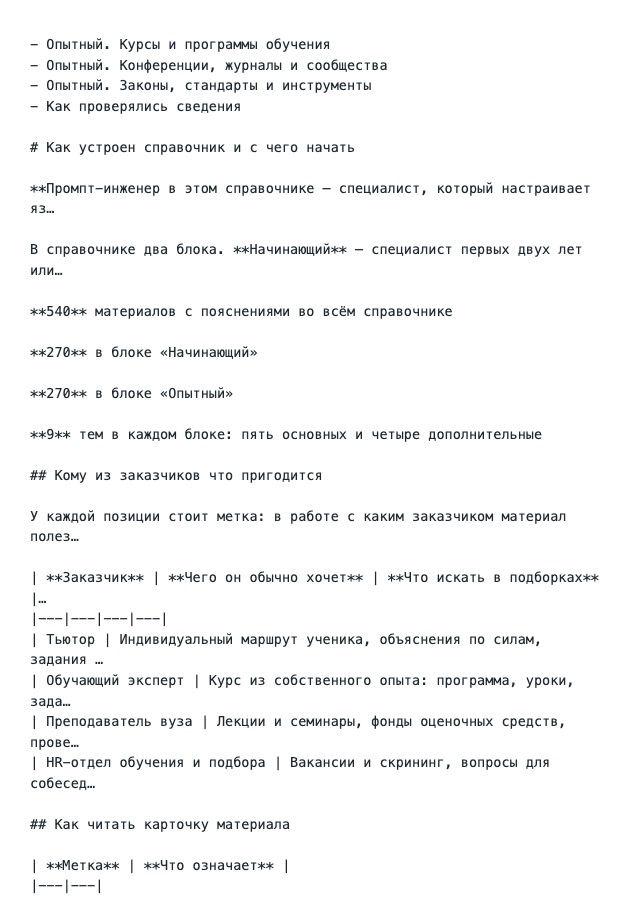 - Опытный. Курсы и программы обучения
- Опытный. Конференции, журналы и сообщества
- Опытный. Законы, стандарты и инструменты
- Как проверялись сведения
# Как устроен справочник и с чего начать
**Промпт-инженер в этом справочнике — специалист, который настраивает
яз…
В справочнике два блока. **Начинающий** — специалист первых двух лет
или…
**540** материалов с пояснениями во всём справочнике
**270** в блоке «Начинающий»
**270** в блоке «Опытный»
**9** тем в каждом блоке: пять основных и четыре дополнительные
## Кому из заказчиков что пригодится
У каждой позиции стоит метка: в работе с каким заказчиком материал
полез…
| **Заказчик** | **Чего он обычно хочет** | **Что искать в подборках**
|…
|---|---|---|---|
| Тьютор | Индивидуальный маршрут ученика, объяснения по силам,
задания …
| Обучающий эксперт | Курс из собственного опыта: программа, уроки,
зада…
| Преподаватель вуза | Лекции и семинары, фонды оценочных средств,
прове…
| HR-отдел обучения и подбора | Вакансии и скрининг, вопросы для
собесед…
## Как читать карточку материала
| **Метка** | **Что означает** |
|---|---|